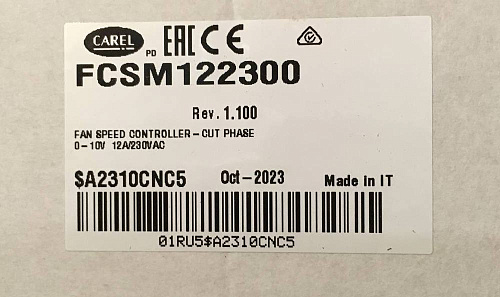 CAREL PD EAC CE
FCSM122300
Rev. 1.100
FAN SPEED CONTROLLER-CUT PHASE
0-10V 12A/230VAC
$A2310CNC5 Oct-2023 Made in IT
01RU5$A2310CNC5